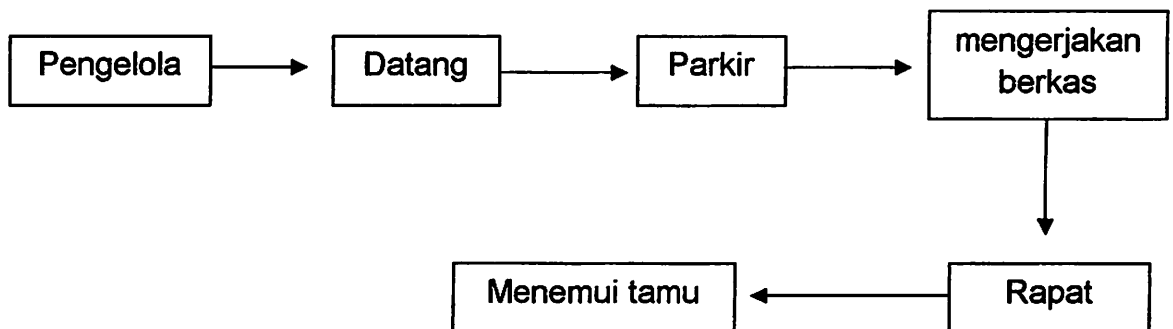 Pengelola
Datang
Parkir
mengerjakan
berkas
Rapat
Menemui tamu